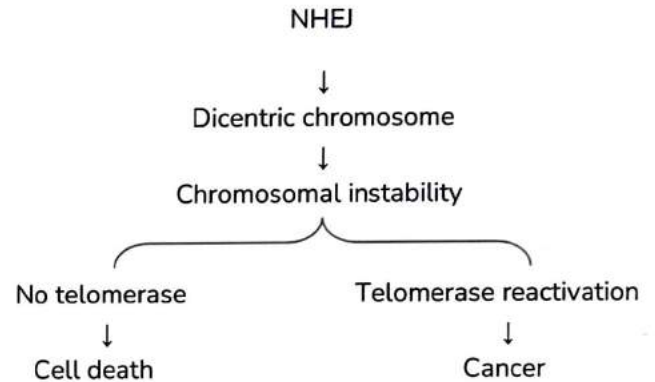 NHEJ
↓
Dicentric chromosome
↓
Chromosomal instability
No telomerase Telomerase reactivation
↓ ↓
Cell death Cancer